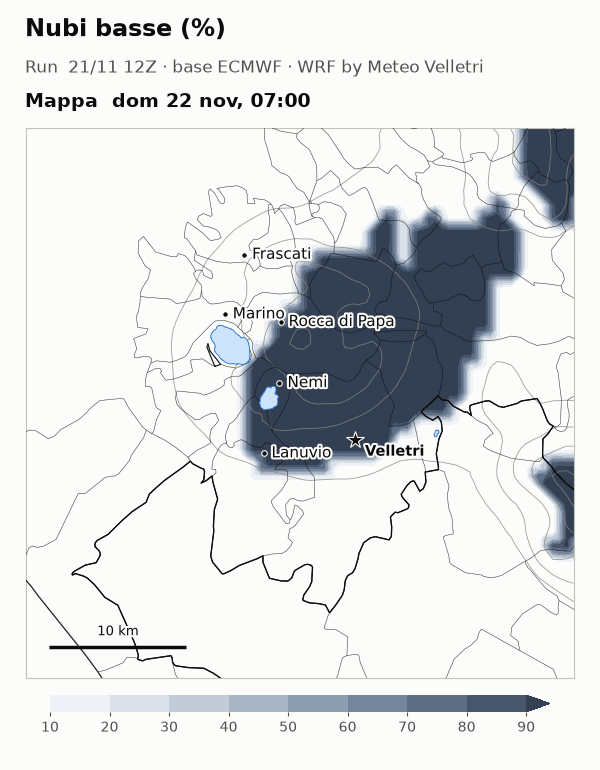 Nubi basse (%)
Run  21/11 12Z · base ECMWF · WRF by Meteo Velletri
Mappa  dom 22 nov, 07:00
Frascati
Marino
Rocca di Papa
Nemi
Velletri
Lanuvio
10 km
10 20 30 40 50 60 70 80 90